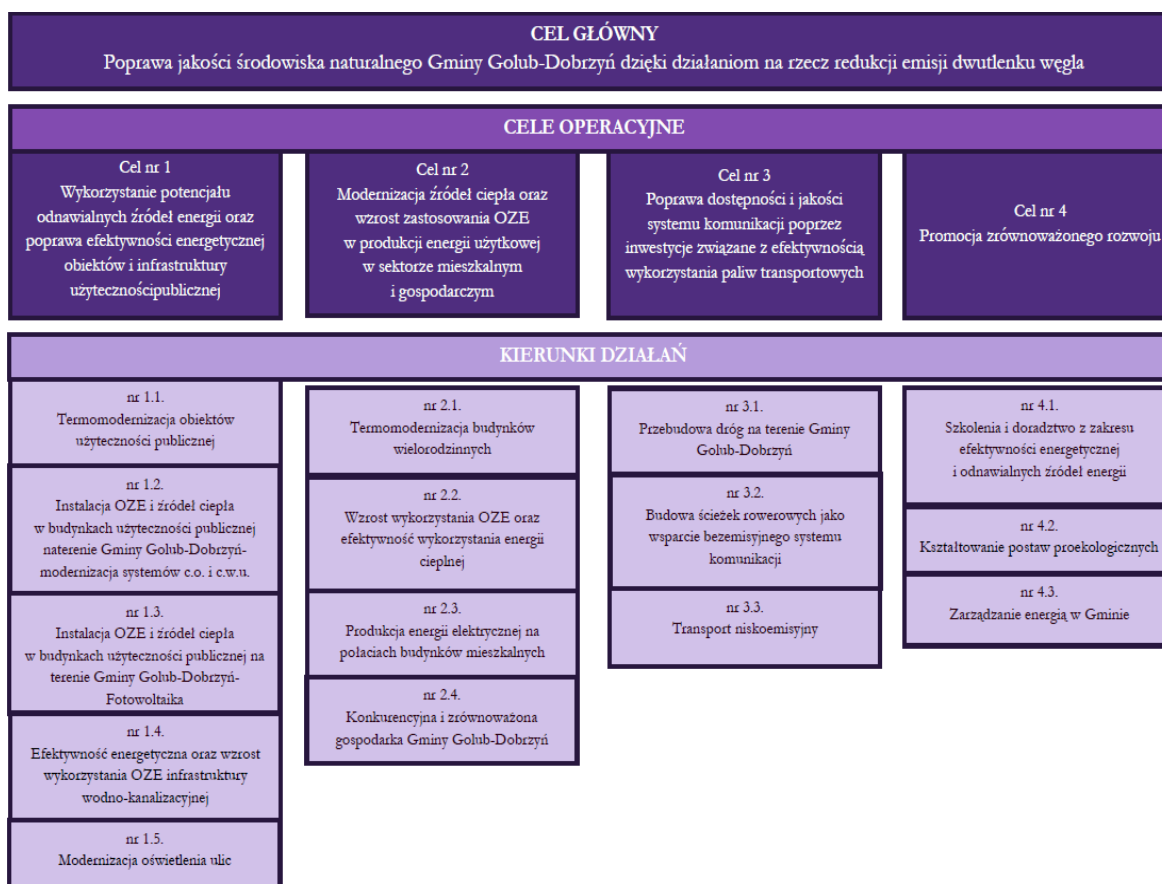 CEL GŁÓWNY
Poprawa jakości środowiska naturalnego Gminy Golub-Dobrzyń dzięki działaniom na rzecz redukcji emisji dwutlenku węgla
CELE OPERACYJNE
Cel nr 1
Wykorzystanie potencjału
odnawialnych źródeł energii oraz
poprawa efektywności energetycznej
obiektów i infrastruktury
użytecznościpublicznej
Cel nr 2
Modernizacja źródeł ciepła oraz
wzrost zastosowania OZE
w produkcji energii użytkowej
w sektorze mieszkalnym
i gospodarczym
Cel nr 3
Poprawa dostępności i jakości
systemu komunikacji poprzez
inwestycje związane z efektywnością
wykorzystania paliw transportowych
Cel nr 4
Promocja zrównoważonego rozwoju
KIERUNKI DZIAŁAŃ
nr 1.1.
Termomodernizacja obiektów
użyteczności publicznej
nr 1.2.
Instalacja OZE i źródeł ciepła
w budynkach użyteczności publicznej
naterenie Gminy Golub-Dobrzyń-
modernizacja systemów c.o. i c.w.u.
nr 1.3.
Instalacja OZE i źródeł ciepła
w budynkach użyteczności publicznej na
terenie Gminy Golub-Dobrzyń-
Fotowoltaika
nr 1.4.
Efektywność energetyczna oraz wzrost
wykorzystania OZE infrastruktury
wodno-kanalizacyjnej
nr 1.5.
Modernizacja oświetlenia ulic
nr 2.1.
Termomodernizacja budynków
wielorodzinnych
nr 2.2.
Wzrost wykorzystania OZE oraz
efektywność wykorzystania energii
cieplnej
nr 2.3.
Produkcja energii elektrycznej na
połaciach budynków mieszkalnych
nr 2.4.
Konkurencyjna i zrównoważona
gospodarka Gminy Golub-Dobrzyń
nr 3.1.
Przebudowa dróg na terenie Gminy
Golub-Dobrzyń
nr 3.2.
Budowa ścieżek rowerowych jako
wsparcie bezemisyjnego systemu
komunikacji
nr 3.3.
Transport niskoemisyjny
nr 4.1.
Szkolenia i doradztwo z zakresu
efektywności energetycznej
i odnawialnych źródeł energii
nr 4.2.
Kształtowanie postaw proekologicznych
nr 4.3.
Zarządzanie energią w Gminie